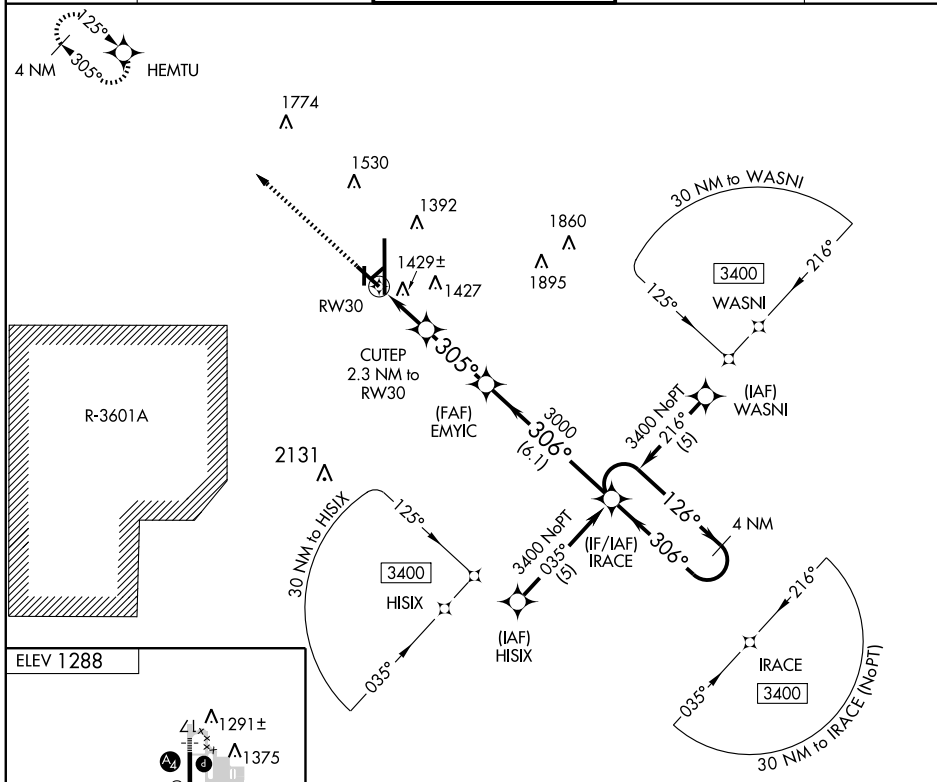 125°
305°
4 NM
HEMTU
1774
1530
1392
1860
1895
1429±
1427
RW30
30 NM to WASNI
216°
125°
3400
WASNI
CUTEP
2.3 NM to
RW30
305°
(FAF)
EMYIC
3000
306°
(6.1)
3400 NoPT
216°
(5)
(IAF)
WASNI
R-3601A
2131
30 NM to HISIX
125°
3400
HISIX
035°
3400 NoPT
035°
(5)
(IF/IAF)
IRACE
126°
306°
4 NM
(IAF)
HISIX
216°
IRACE
3400
035°
30 NM to IRACE (NoPT)
ELEV 1288
17
1291±
1375
A4
P